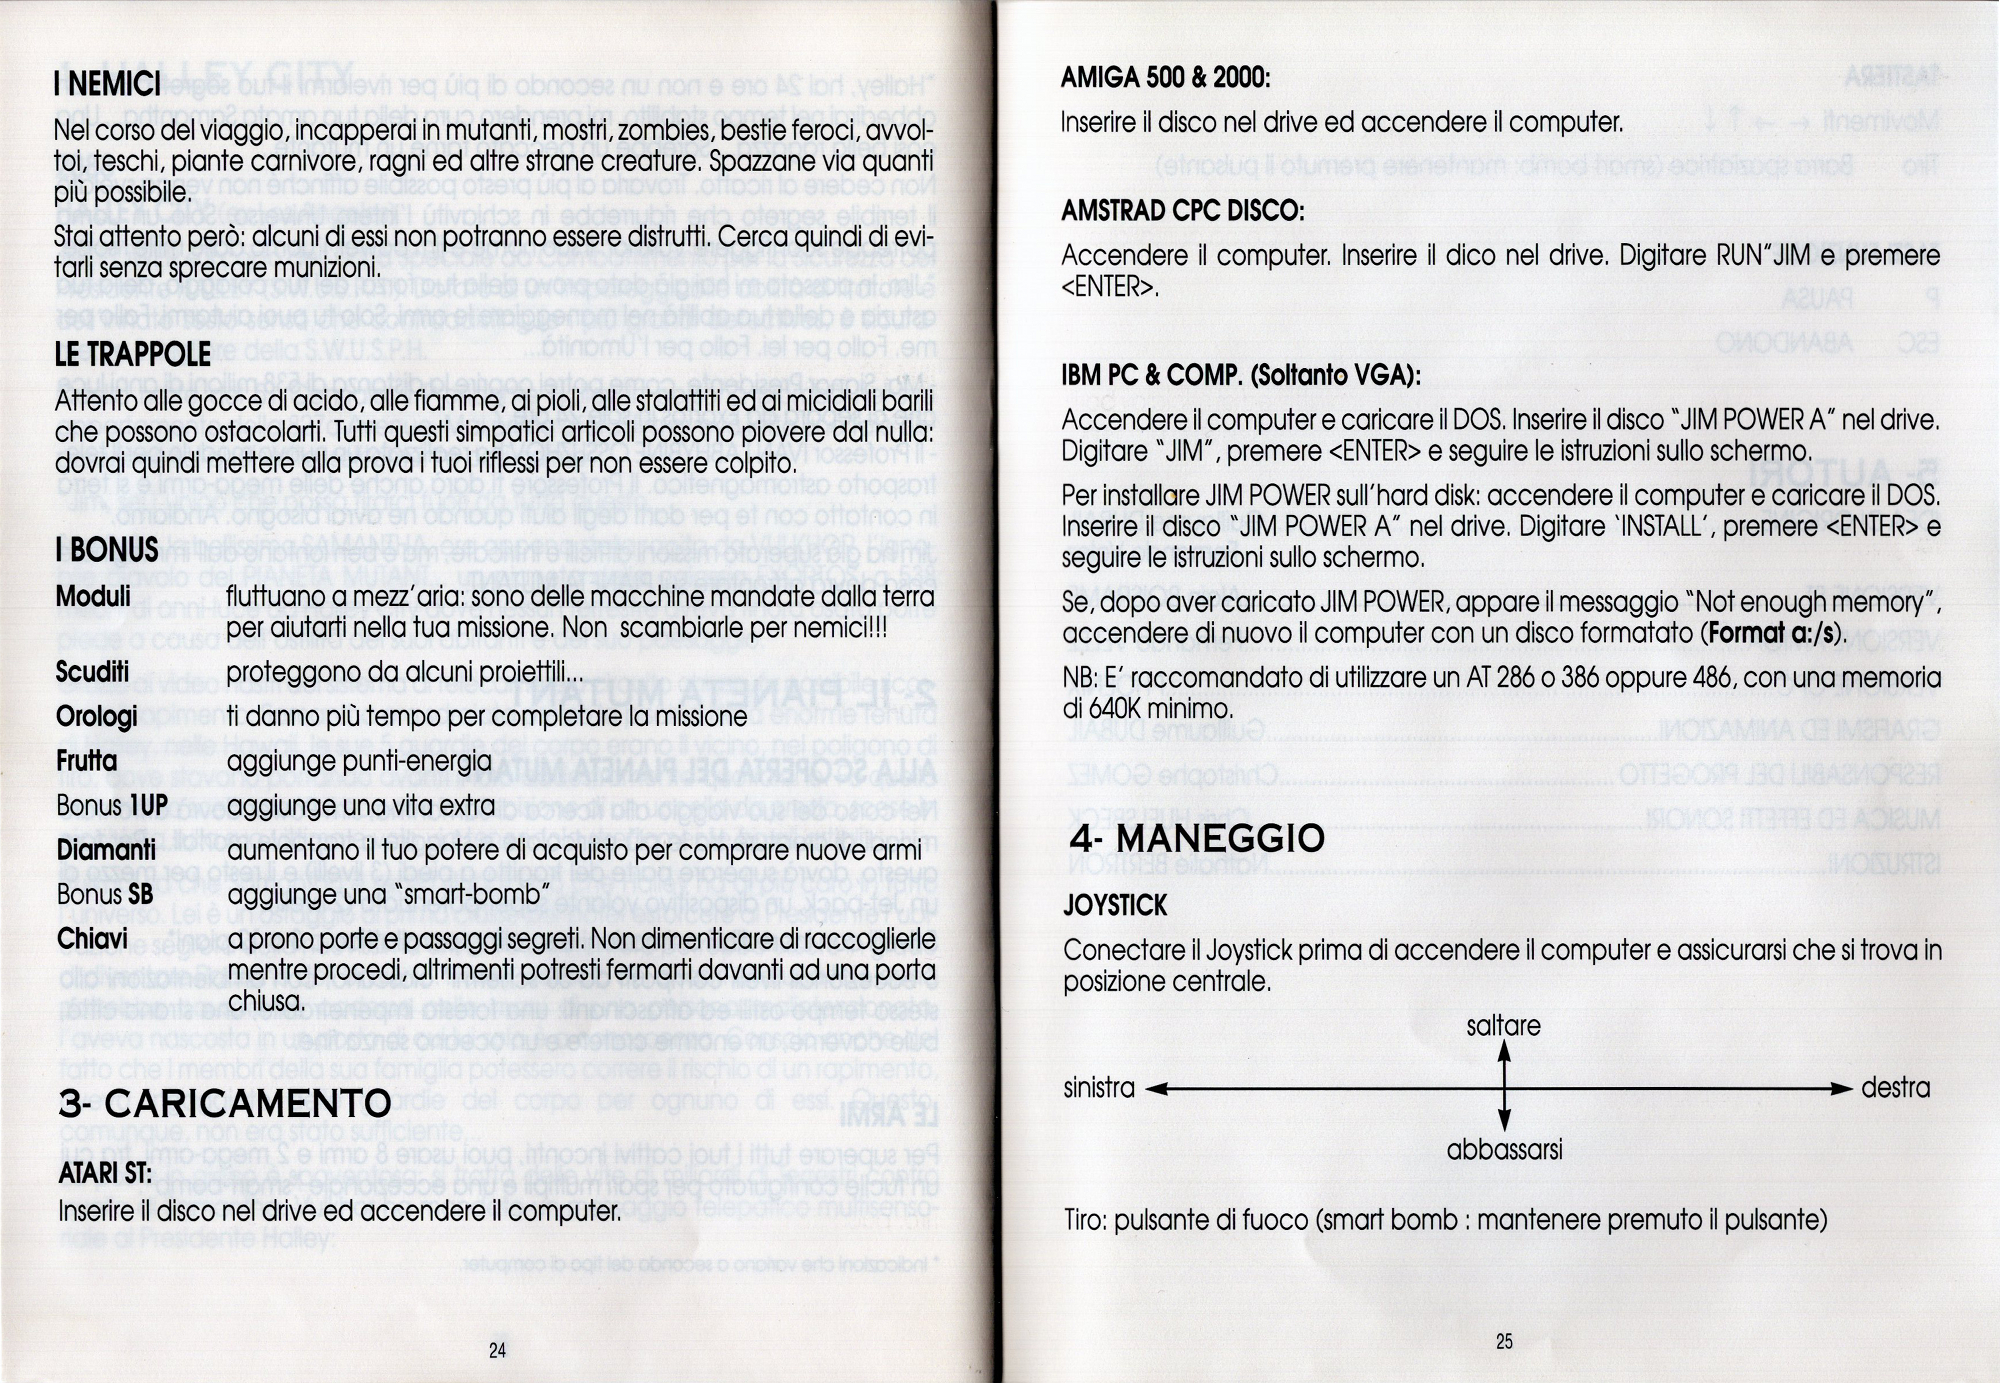 I NEMICI
Nel corso del viaggio, incapperai in mutanti, mostri, zombies, bestie feroci, avvol-
toi, teschi, piante carnivore, ragni ed altre strane creature. Spazzane via quanti
più possibile.
Stai attento però: alcuni di essi non potranno essere distrutti. Cerca quindi di evi-
tarli senza sprecare munizioni.
LE TRAPPOLE
Attento alle gocce di acido, alle fiamme, ai pioli, alle stalattiti ed ai micidiali barili
che possono ostacolarti. Tutti questi simpatici articoli possono piovere dal nulla:
dovrai quindi mettere alla prova i tuoi riflessi per non essere colpito.
I BONUS
Moduli fluttuano a mezz'aria: sono delle macchine mandate dalla terra
per aiutarti nella tua missione. Non scambiarle per nemici!!!
Scuditi proteggono da alcuni proiettili...
Orologi ti danno più tempo per completare la missione
Frutta aggiunge punti-energia
Bonus 1UP aggiunge una vita extra
Diamanti aumentano il tuo potere di acquisto per comprare nuove armi
Bonus SB aggiunge una "smart-bomb"
Chiavi a prono porte e passaggi segreti. Non dimenticare di raccoglierle
mentre procedi, altrimenti potresti fermarti davanti ad una porta
chiusa.
3- CARICAMENTO
ATARI ST:
Inserire il disco nel drive ed accendere il computer.
24
AMIGA 500 & 2000:
Inserire il disco nel drive ed accendere il computer.
AMSTRAD CPC DISCO:
Accendere il computer. Inserire il dico nel drive. Digitare RUN"JIM e premere
<ENTER>.
IBM PC & COMP. (Soltanto VGA):
Accendere il computer e caricare il DOS. Inserire il disco "JIM POWER A" nel drive.
Digitare "JIM", premere <ENTER> e seguire le istruzioni sullo schermo.
Per installare JIM POWER sull'hard disk: accendere il computer e caricare il DOS.
Inserire il disco "JIM POWER A" nel drive. Digitare 'INSTALL', premere <ENTER> e
seguire le istruzioni sullo schermo.
Se, dopo aver caricato JIM POWER, appare il messaggio "Not enough memory",
accendere di nuovo il computer con un disco formatato (Format a:/s).
NB: E' raccomandato di utilizzare un AT 286 o 386 oppure 486, con una memoria
di 640K minimo.
4- MANEGGIO
JOYSTICK
Conectare il Joystick prima di accendere il computer e assicurarsi che si trova in
posizione centrale.
saltare
sinistra destra
abbassarsi
Tiro: pulsante di fuoco (smart bomb : mantenere premuto il pulsante)
25